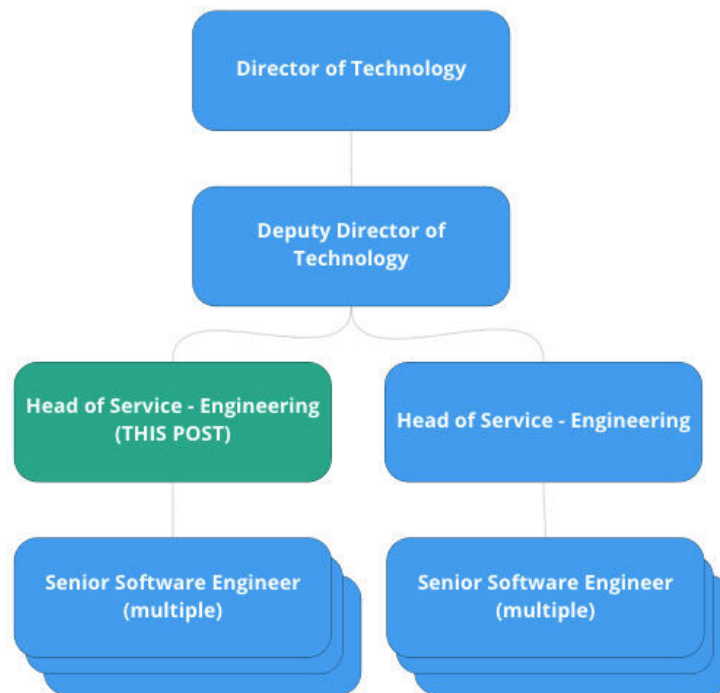 Director of Technology
Deputy Director of
Technology
Head of Service - Engineering
(THIS POST)
Head of Service - Engineering
Senior Software Engineer
(multiple)
Senior Software Engineer
(multiple)